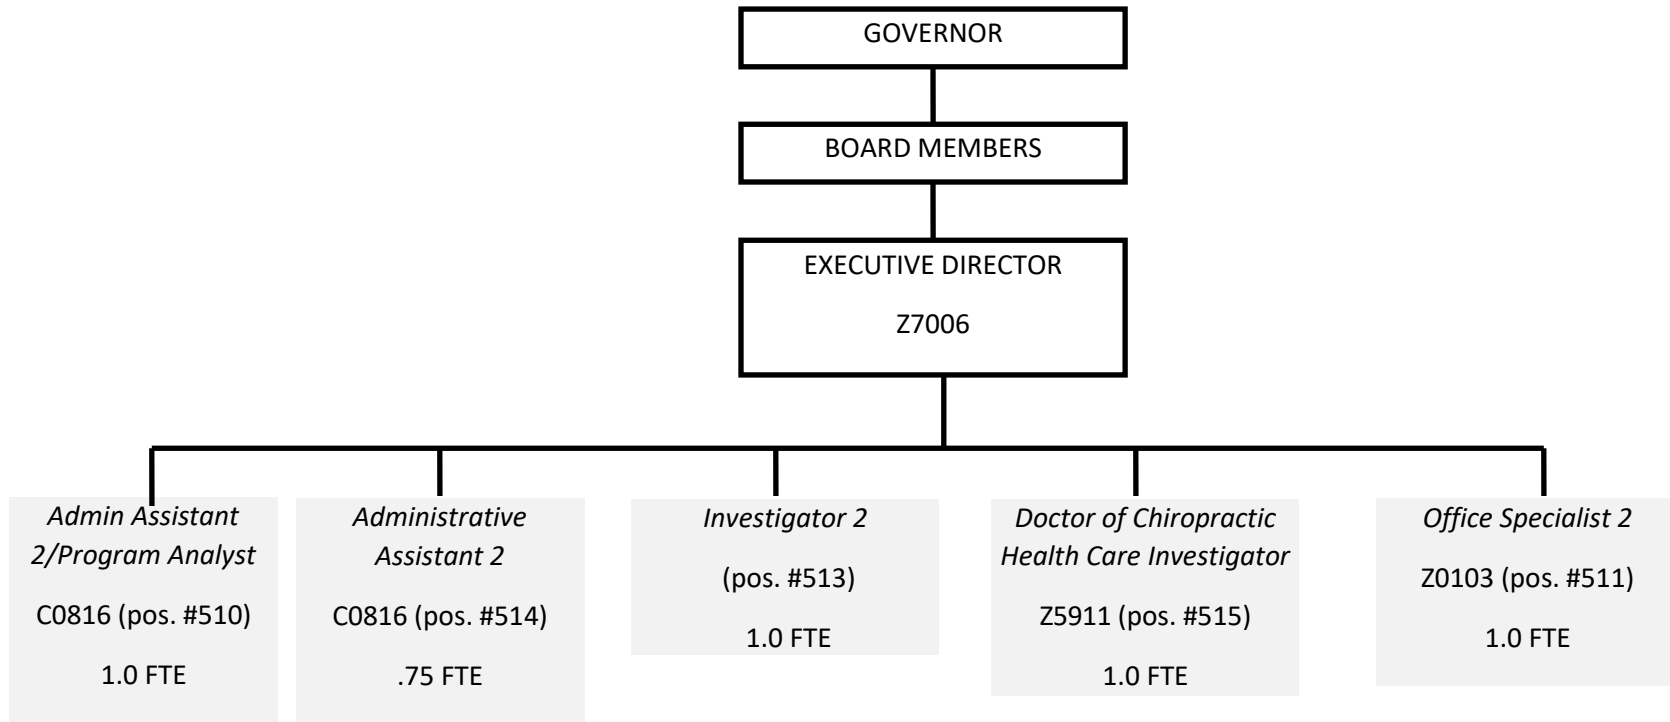 GOVERNOR
BOARD MEMBERS
EXECUTIVE DIRECTOR
Z7006
Admin Assistant
2/Program Analyst
C0816 (pos. #510)
1.0 FTE
Administrative
Assistant 2
C0816 (pos. #514)
.75 FTE
Investigator 2
(pos. #513)
1.0 FTE
Doctor of Chiropractic
Health Care Investigator
Z5911 (pos. #515)
1.0 FTE
Office Specialist 2
Z0103 (pos. #511)
1.0 FTE